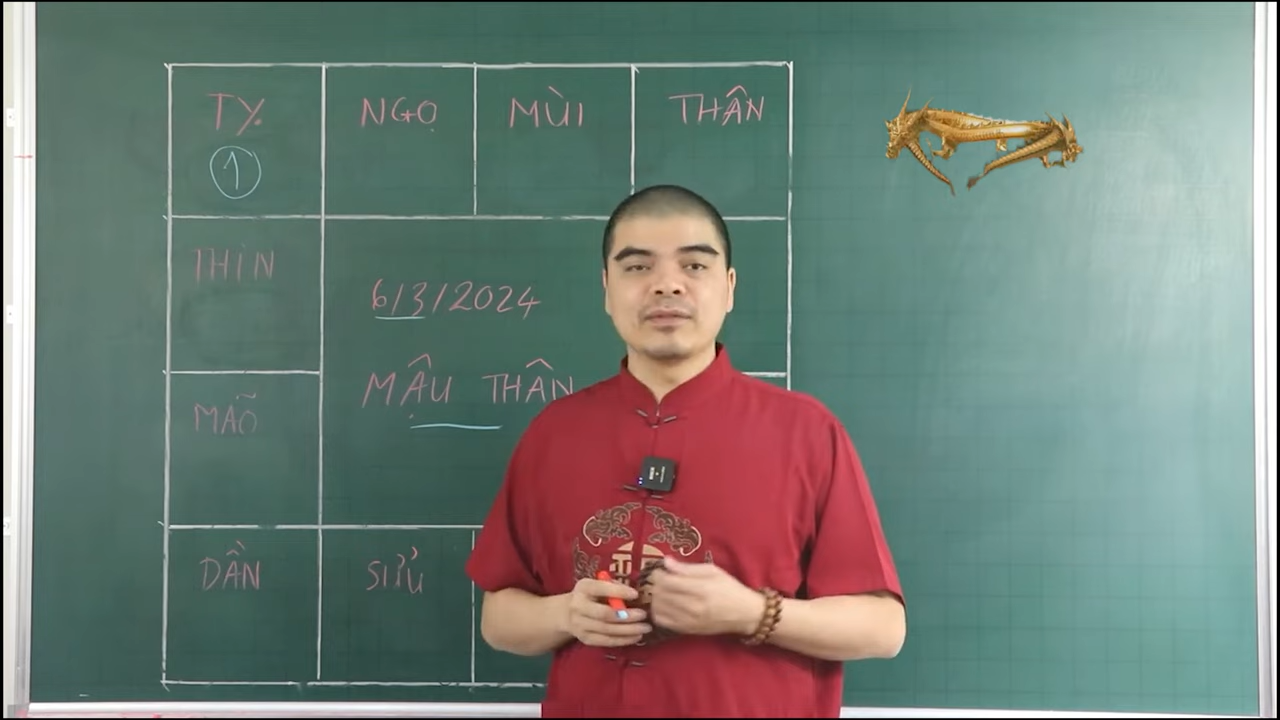 TỴ NGỌ MÙI THÂN
1
THÌN
6/3/2024
MẬU THÂN
MÃO
DẦN SỬU